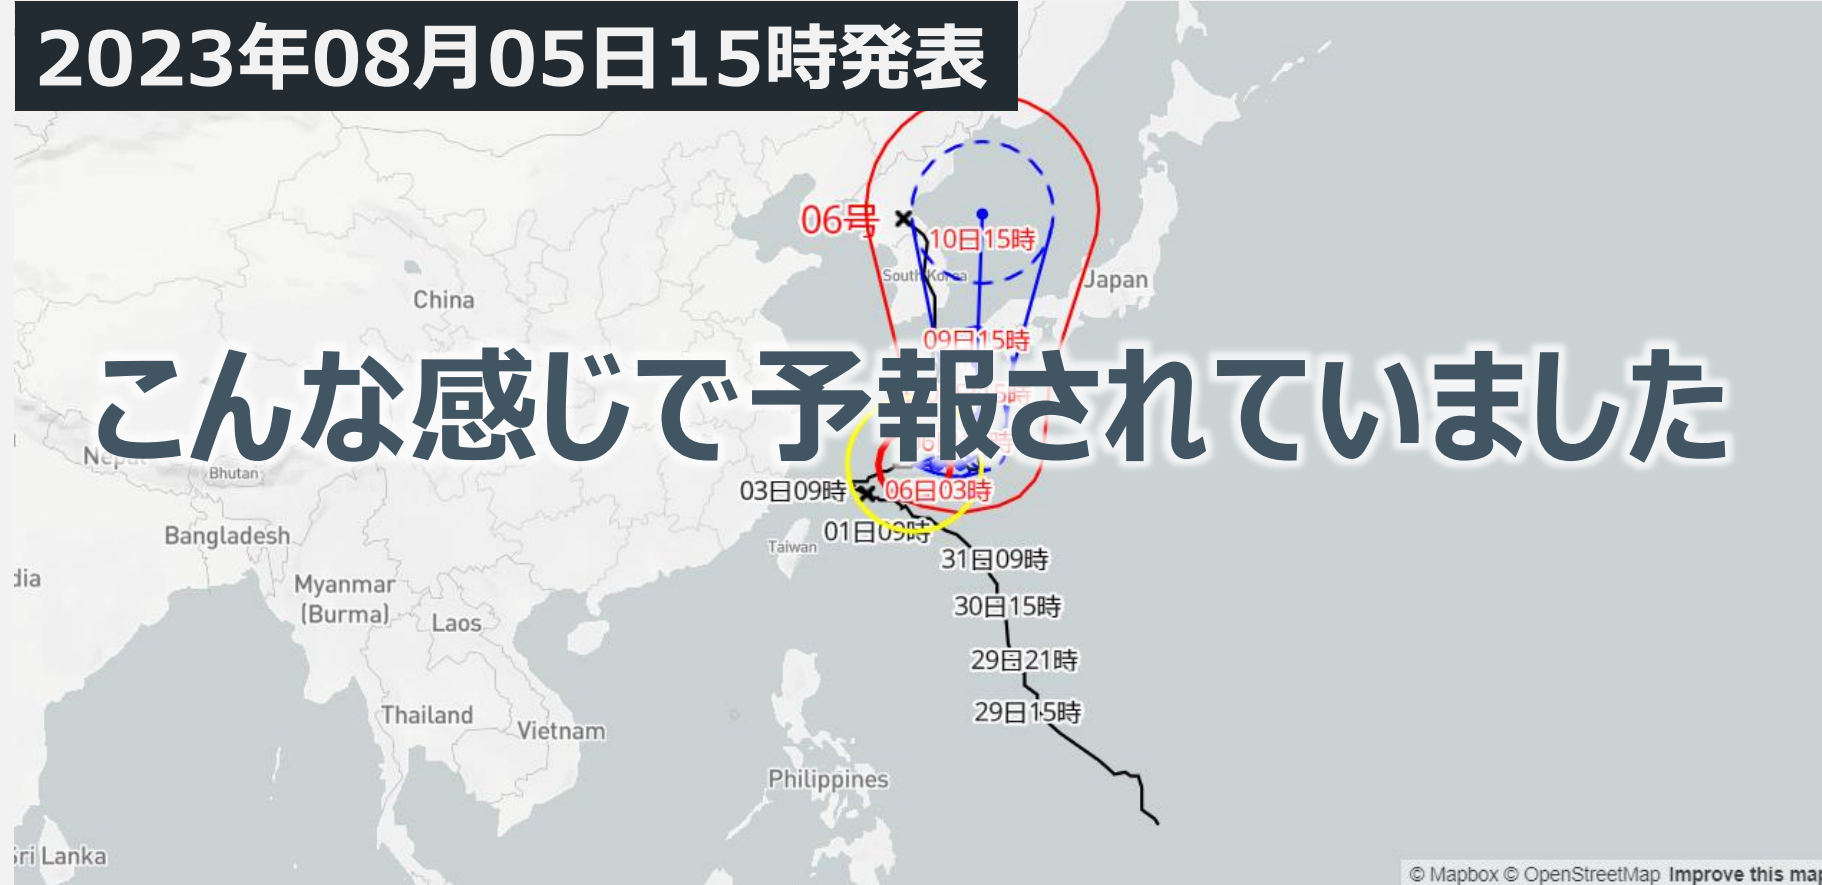 2023年08月05日15時発表
06号
10日15時
South Korea
Japan
China
09日15時
こんな感じで予報されていました
Nepal
Bhutan
03日09時
06日03時
01日09時
Bangladesh
Taiwan
31日09時
dia
Myanmar
(Burma)
30日15時
Laos
29日21時
29日15時
Thailand
Vietnam
Philippines
Sri Lanka
© Mapbox © OpenStreetMap Improve this map